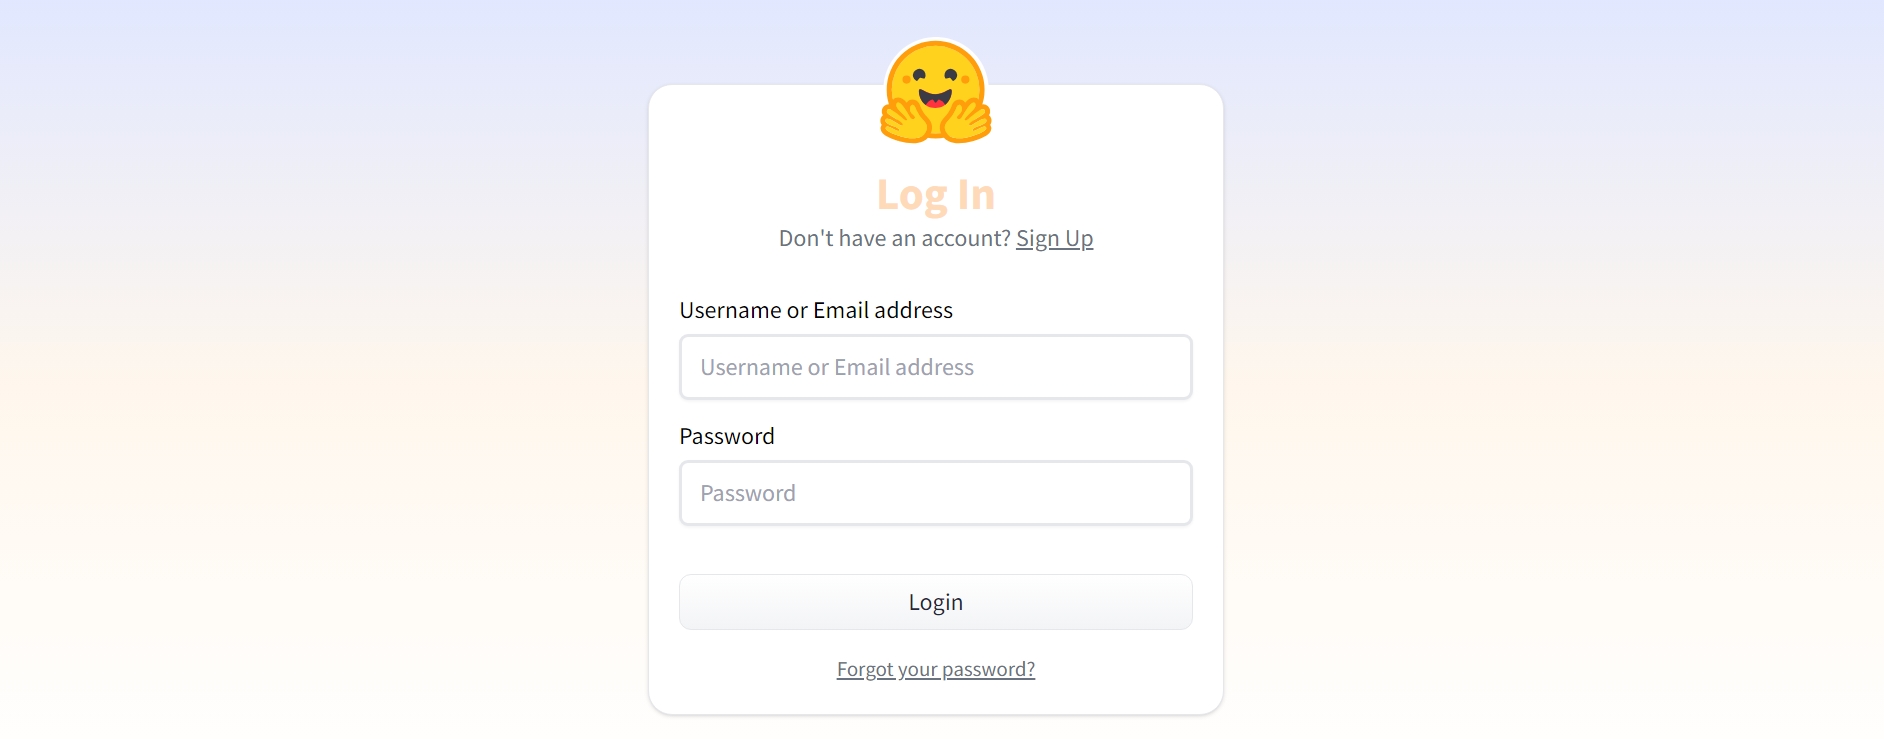 Log In
Don't have an account? Sign Up
Username or Email address
Username or Email address
Password
Password
Login
Forgot your password?